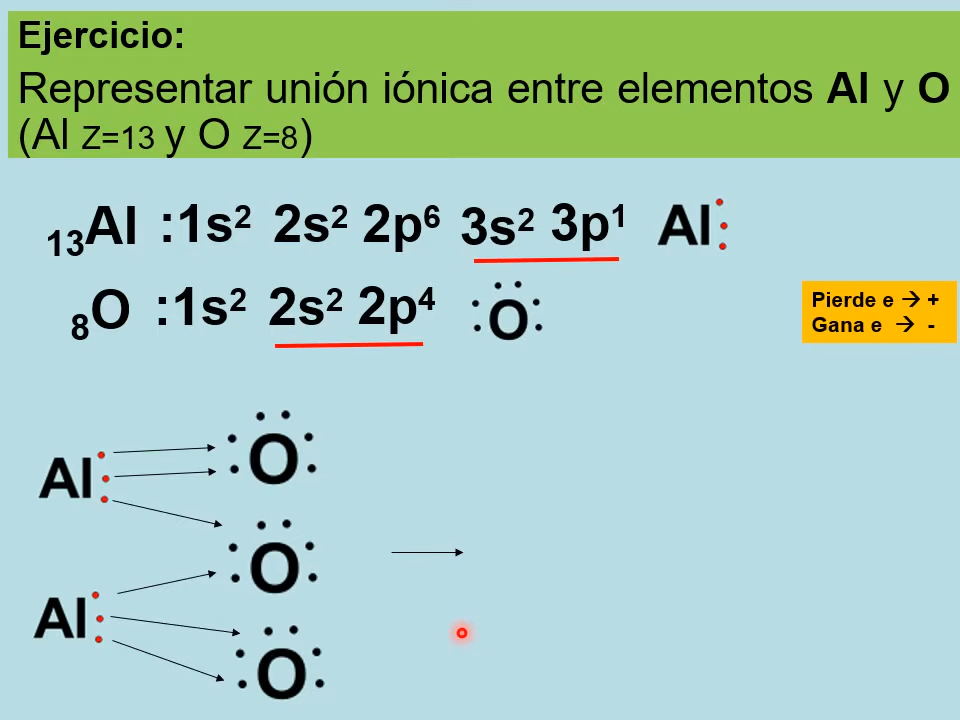 Ejercicio:
Representar unión iónica entre elementos Al y O
(Al Z=13 y O Z=8)
₁₃Al :1s² 2s² 2p⁶ 3s² 3p¹ Al
₈O :1s² 2s² 2p⁴ O
Pierde e → +
Gana e → -
O
Al
O
Al
O